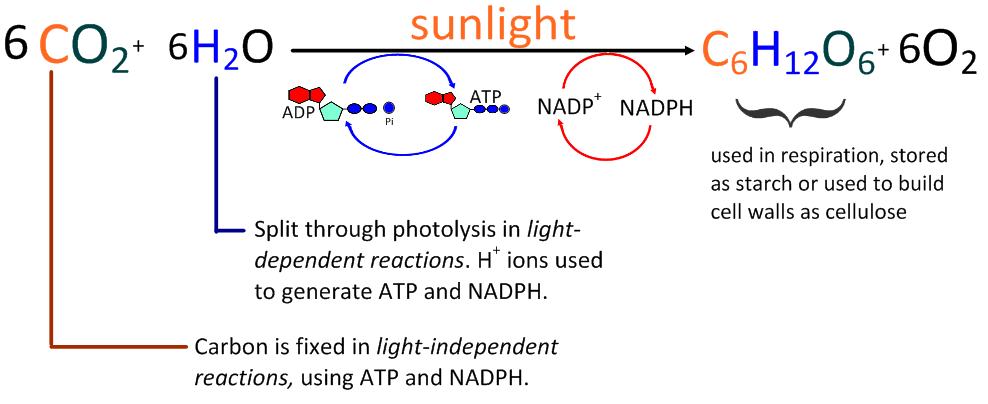 sunlight
6 CO₂ + 6H₂O C₆H₁₂O₆ + 6O₂
ADP Pi ATP NADP⁺ NADPH
used in respiration, stored
as starch or used to build
cell walls as cellulose
Split through photolysis in light-
dependent reactions. H⁺ ions used
to generate ATP and NADPH.
Carbon is fixed in light-independent
reactions, using ATP and NADPH.